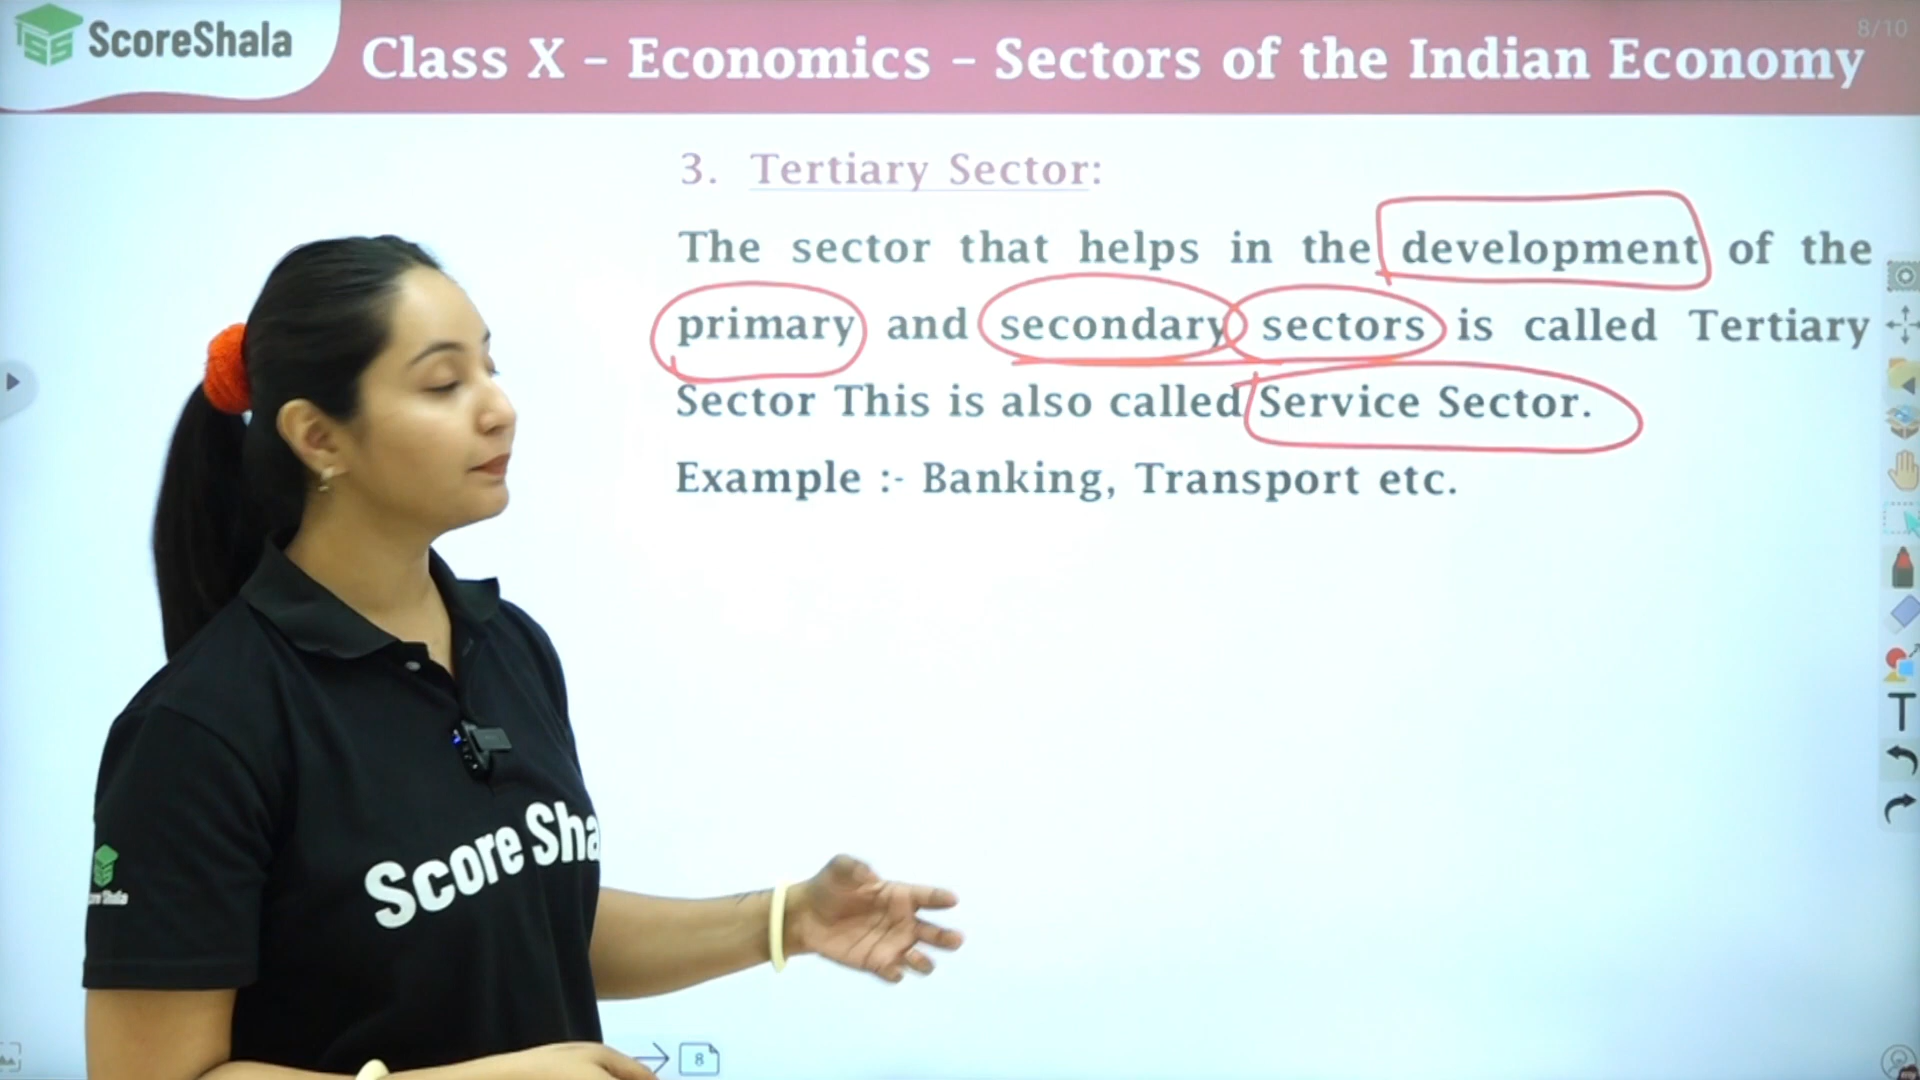 ScoreShala
Class X - Economics - Sectors of the Indian Economy
8/10
3. Tertiary Sector:
The sector that helps in the development of the
primary and secondary sectors is called Tertiary
Sector This is also called Service Sector.
Example :- Banking, Transport etc.
Score Sha
8